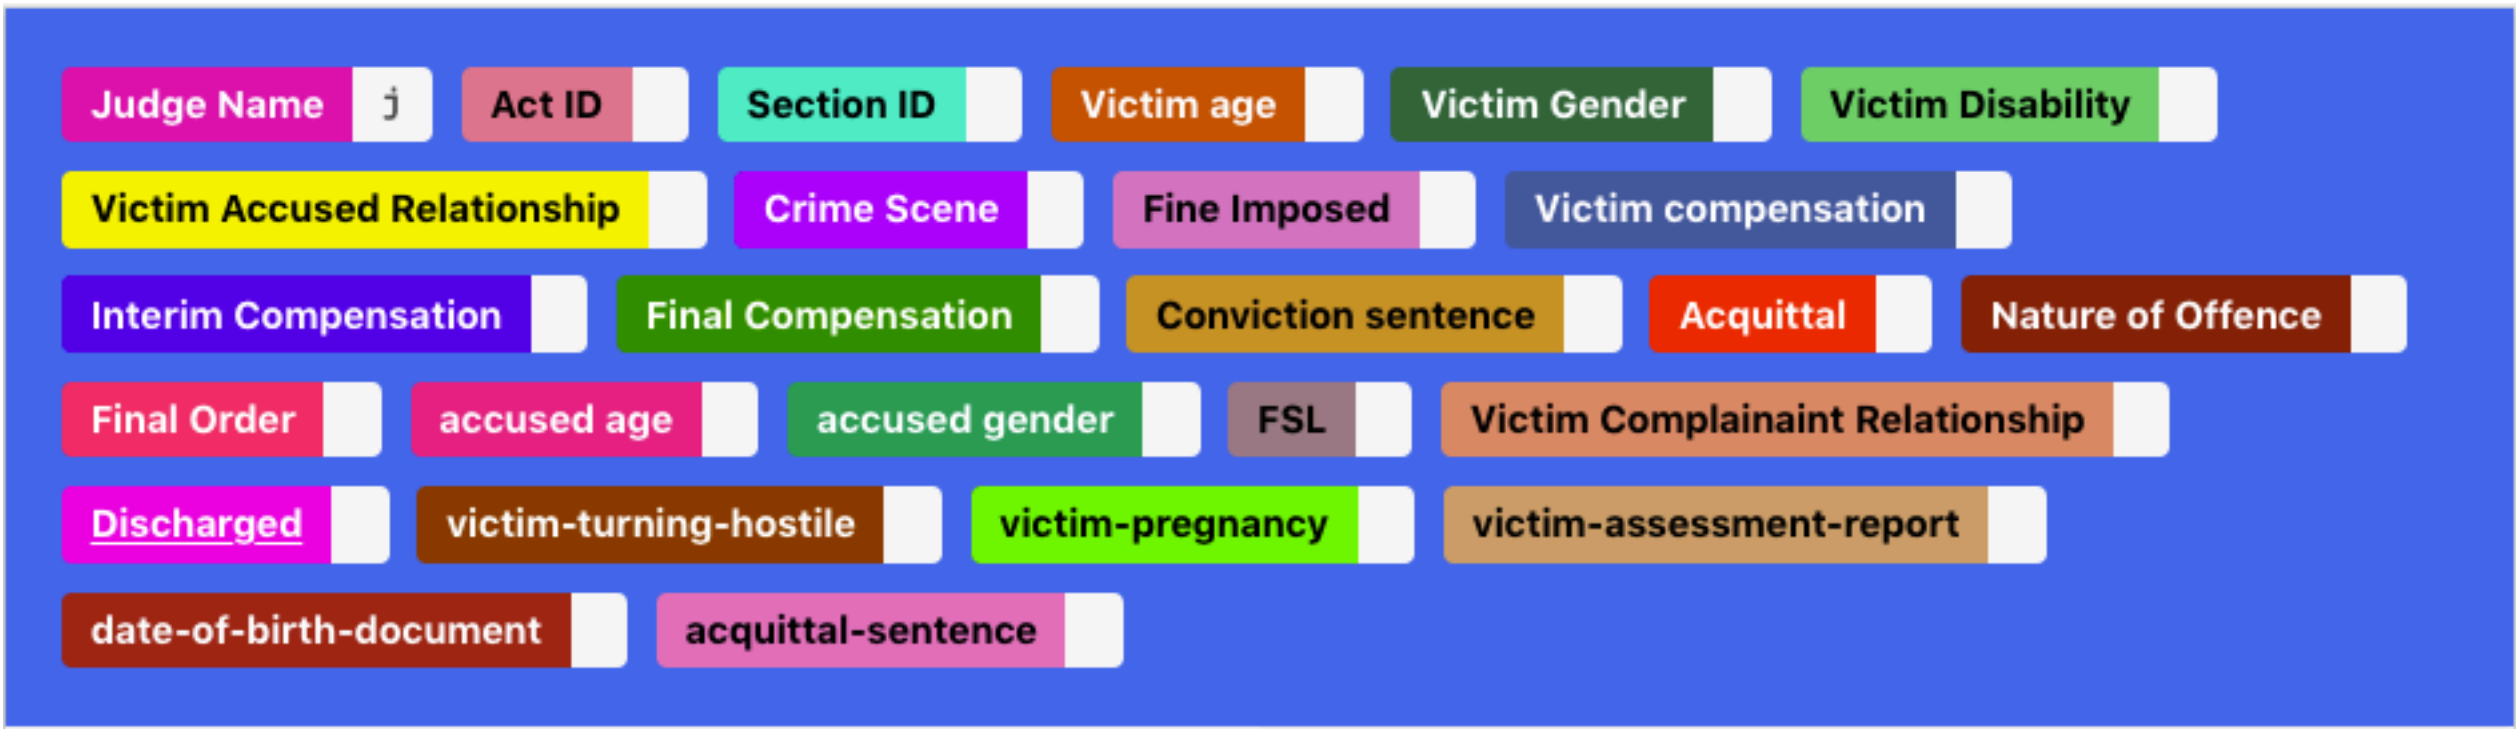 Judge Name j Act ID Section ID Victim age Victim Gender Victim Disability
Victim Accused Relationship Crime Scene Fine Imposed Victim compensation
Interim Compensation Final Compensation Conviction sentence Acquittal Nature of Offence
Final Order accused age accused gender FSL Victim Complainaint Relationship
Discharged victim-turning-hostile victim-pregnancy victim-assessment-report
date-of-birth-document acquittal-sentence